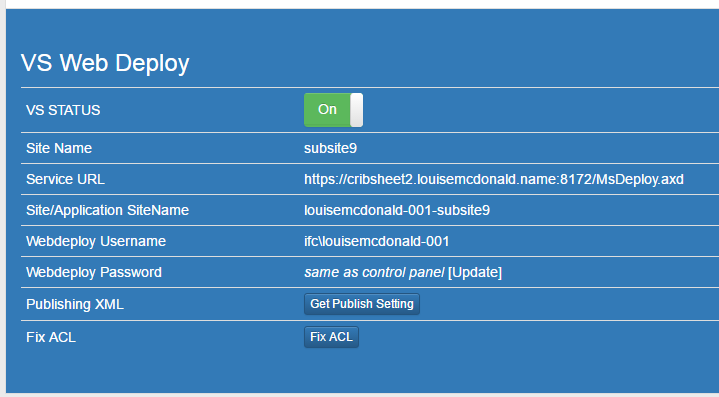 VS Web Deploy
VS STATUS On
Site Name subsite9
Service URL https://cribsheet2.louisemcdonald.name:8172/MsDeploy.axd
Site/Application SiteName louisemcdonald-001-subsite9
Webdeploy Username ifc\louisemcdonald-001
Webdeploy Password same as control panel [Update]
Publishing XML Get Publish Setting
Fix ACL Fix ACL